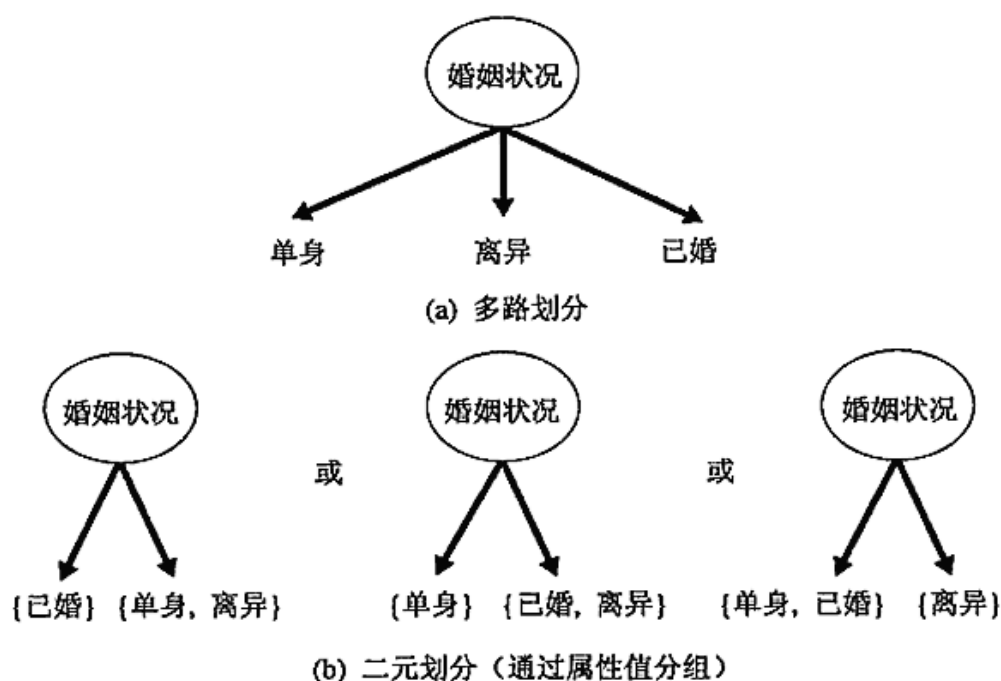 婚姻状况
单身 离异 已婚
(a) 多路划分
婚姻状况 婚姻状况 婚姻状况
或 或
{已婚} {单身, 离异} {单身} {已婚, 离异} {单身, 已婚} {离异}
(b) 二元划分（通过属性值分组）